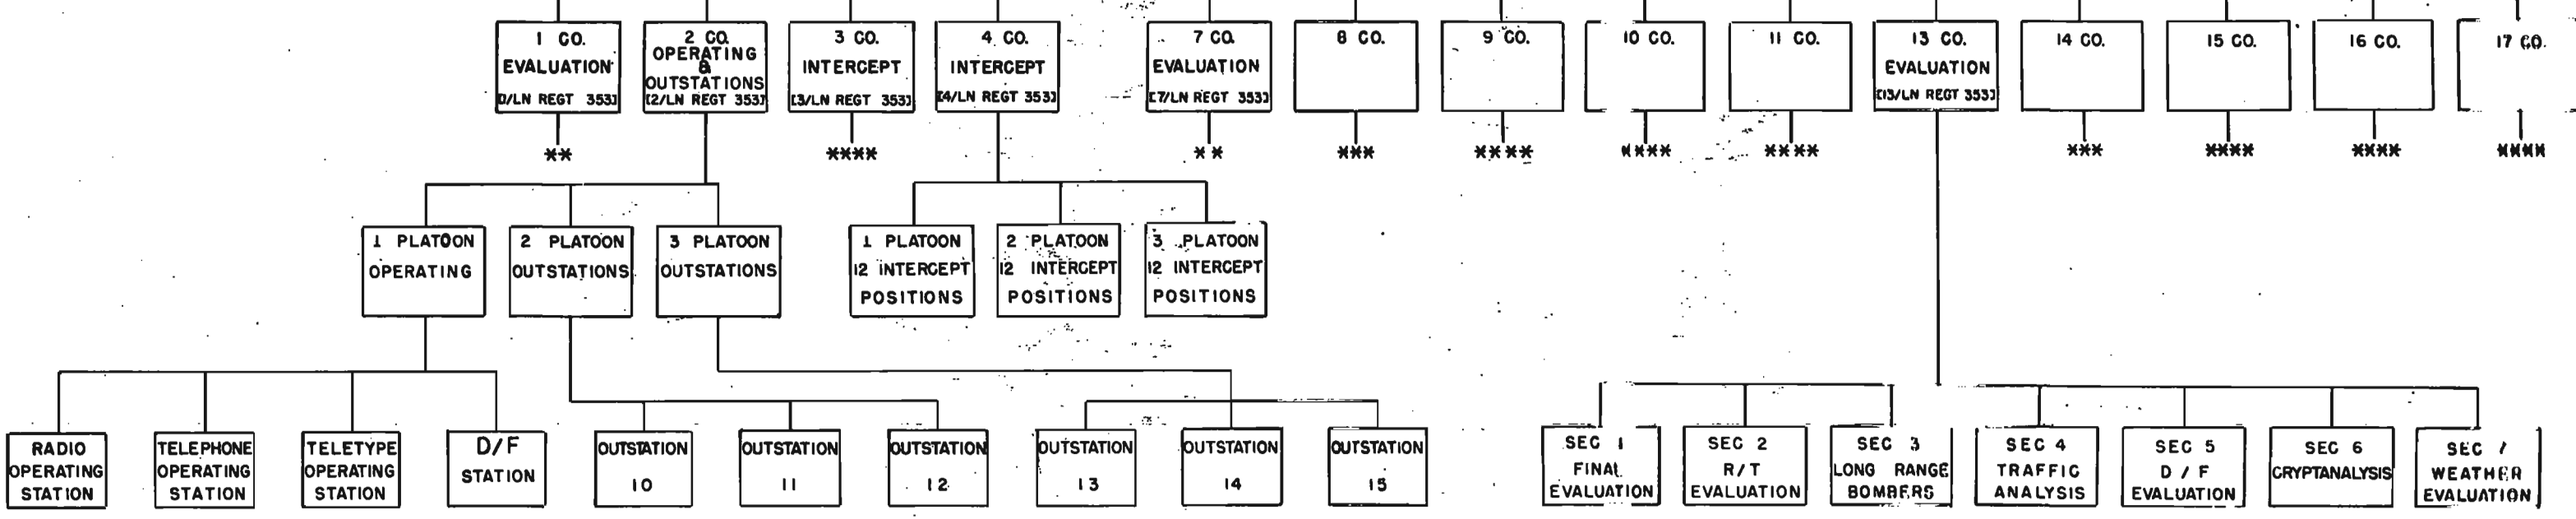 1 CO.
EVALUATION
[1/LN REGT 353]
2 CO.
OPERATING
&
OUTSTATIONS
[2/LN REGT 353]
3 CO.
INTERCEPT
[3/LN REGT 353]
4 CO.
INTERCEPT
[4/LN REGT 353]
7 CO.
EVALUATION
[7/LN REGT 353]
8 CO.
9 CO.
10 CO.
11 CO.
13 CO.
EVALUATION
[13/LN REGT 353]
14 CO.
15 CO.
16 CO.
17 CO.
**
****
**
***
****
****
****
***
****
****
****
1 PLATOON
OPERATING
2 PLATOON
OUTSTATIONS
3 PLATOON
OUTSTATIONS
1 PLATOON
12 INTERCEPT
POSITIONS
2 PLATOON
12 INTERCEPT
POSITIONS
3 PLATOON
12 INTERCEPT
POSITIONS
RADIO
OPERATING
STATION
TELEPHONE
OPERATING
STATION
TELETYPE
OPERATING
STATION
D/F
STATION
OUTSTATION
10
OUTSTATION
11
OUTSTATION
12
OUTSTATION
13
OUTSTATION
14
OUTSTATION
15
SEC 1
FINAL
EVALUATION
SEC 2
R/T
EVALUATION
SEC 3
LONG RANGE
BOMBERS
SEC 4
TRAFFIC
ANALYSIS
SEC 5
D / F
EVALUATION
SEC 6
CRYPTANALYSIS
SEC 7
WEATHER
EVALUATION